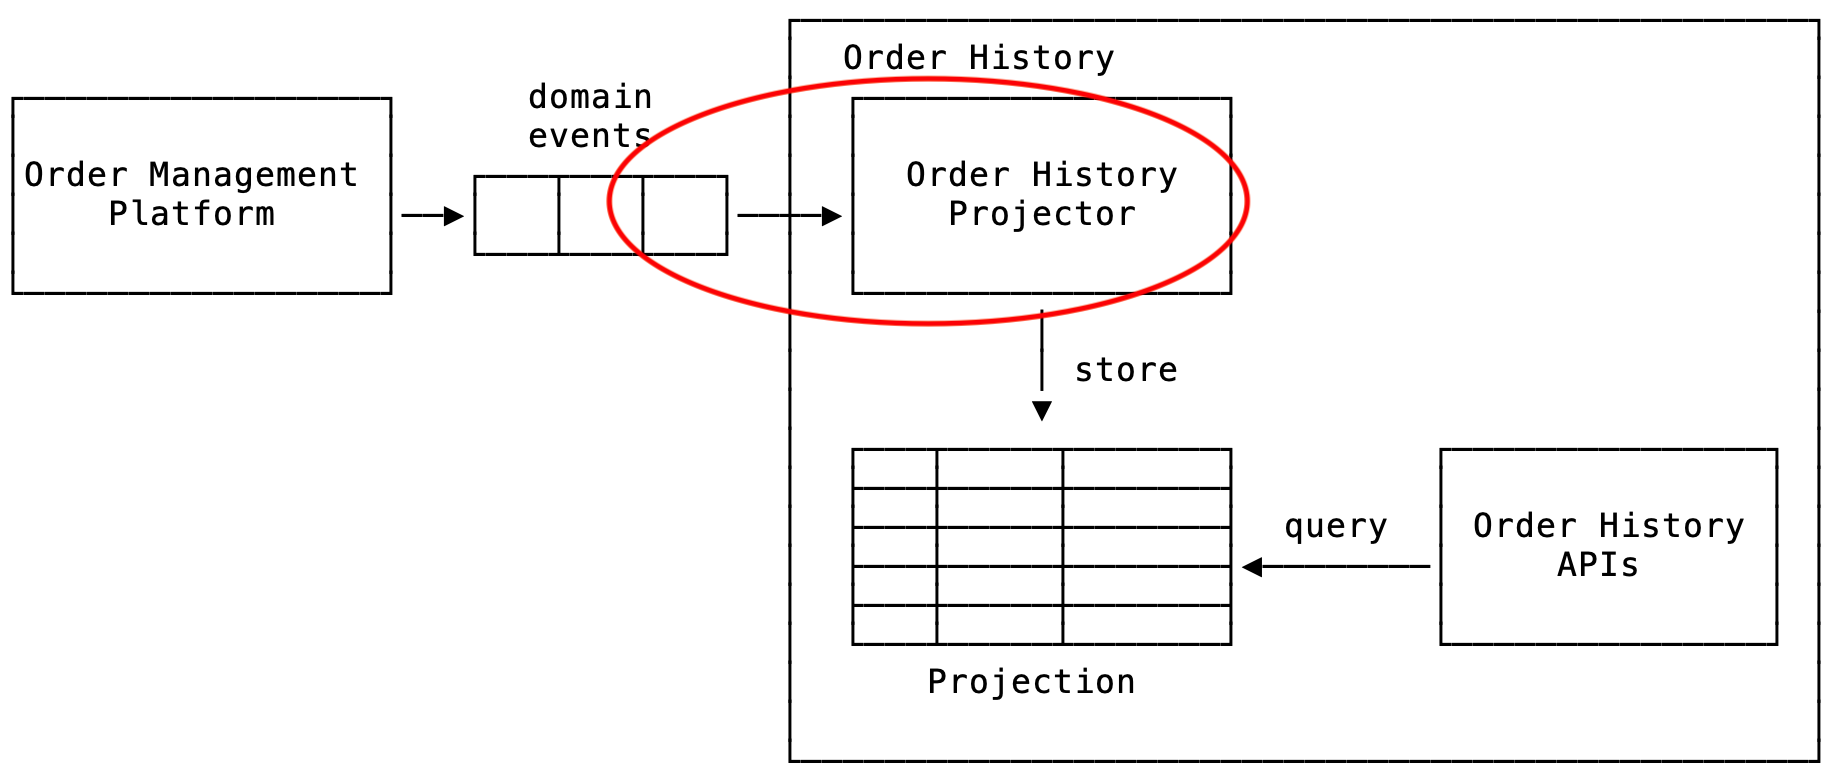 Order History
domain
events
Order Management
Platform
Order History
Projector
store
query
Order History
APIs
Projection